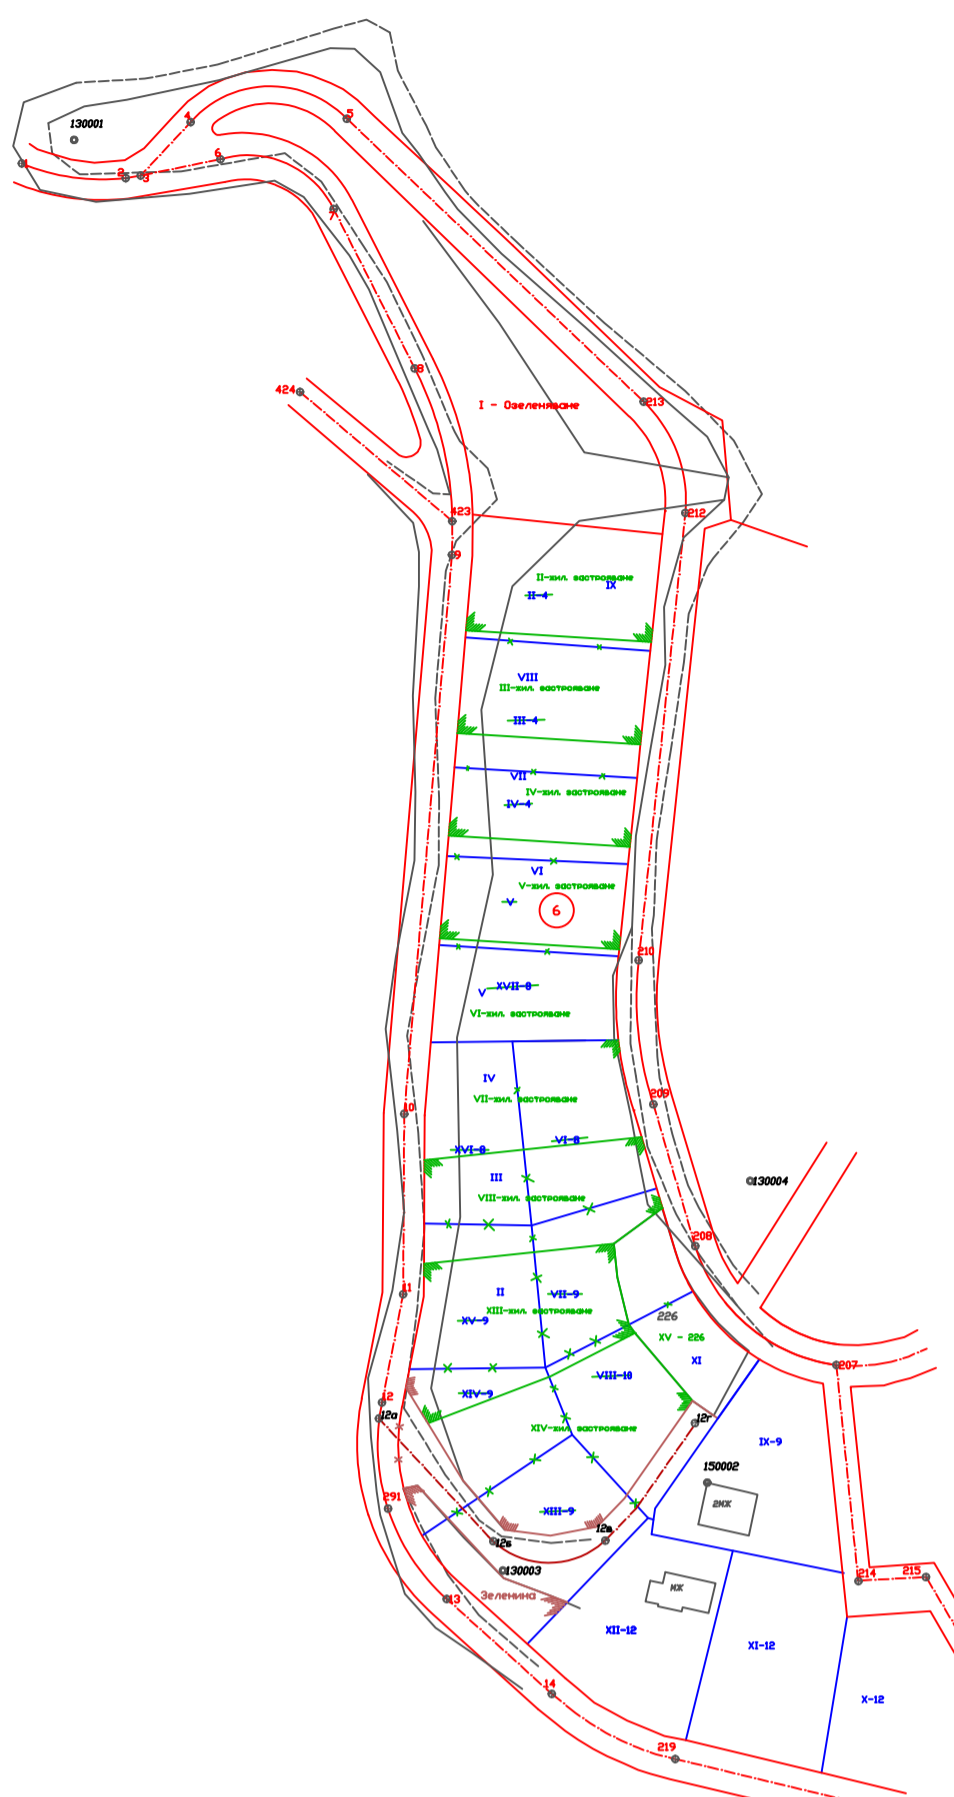 5
4
130001
6
1
2
3
7
8
424
213
I - Озеленяване
423
212
9
II-жил. застрояване
IX
II-4
VIII
III-жил. застрояване
III-4
VII
IV-жил. застрояване
IV-4
VI
V-жил. застрояване
V
6
210
XVII-8
V
VI-жил. застрояване
IV
VII-жил. застрояване
209
10
VI-8
XVI-8
III
130004
VIII-жил. застрояване
208
11
II
VII-9
XIII-жил. застрояване
226
XV-9
XV - 226
XI
207
VIII-10
XIV-9
12
12а
12г
XIV-жил. застрояване
IX-9
150002
291
2МЖ
XIII-9
12в
12б
130003
214
215
МЖ
Зеленина
13
XII-12
XI-12
14
X-12
219